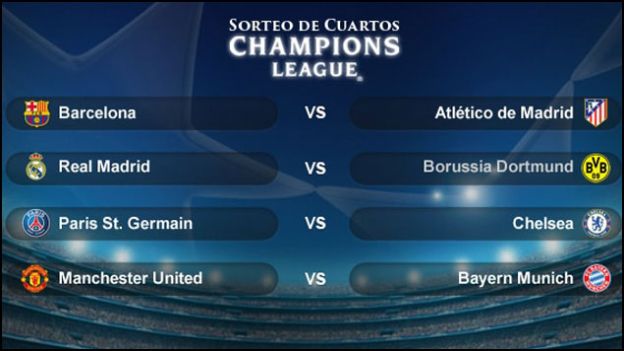 SORTEO DE CUARTOS
CHAMPIONS
LEAGUE®
Barcelona VS Atlético de Madrid
Real Madrid VS Borussia Dortmund
Paris St. Germain VS Chelsea
Manchester United VS Bayern Munich